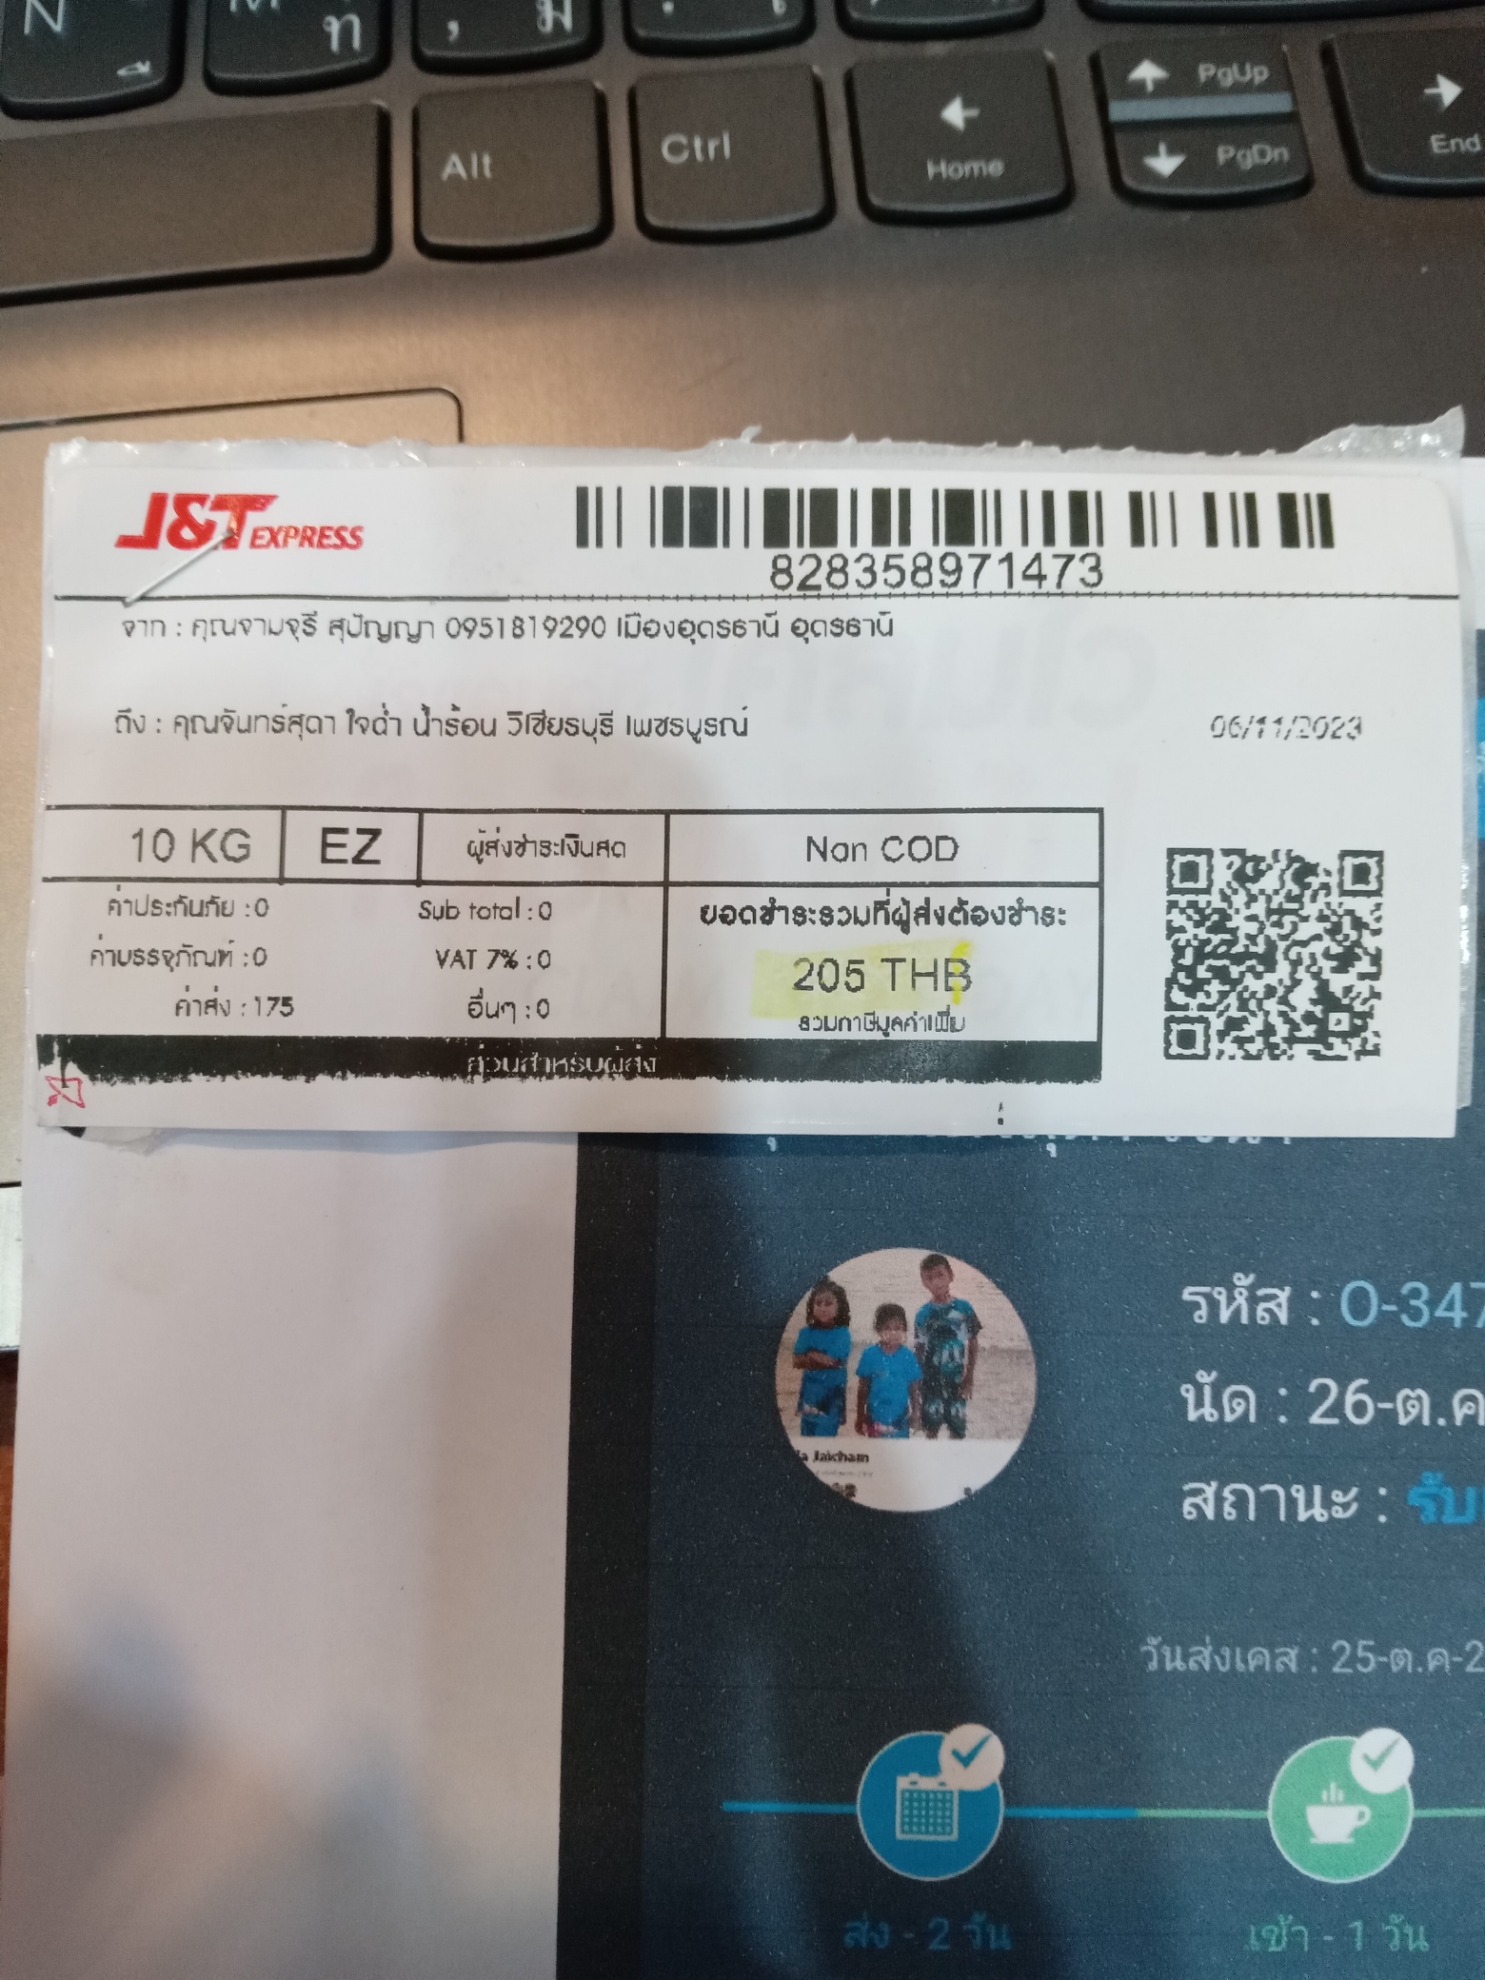 N
ท
,
ม
Alt
Ctrl
Home
PgUp
PgDn
End
J&T EXPRESS
828358971473
จาก : คุณจามจุรี สุปัญญา 0951819290 เมืองอุดรธานี อุดรธานี
ถึง : คุณจันทร์สุดา ใจฉ่ำ น้ำร้อน วิเชียรบุรี เพชรบูรณ์
06/11/2023
10 KG EZ ผู้ส่งชำระเงินสด Non COD
ค่าประกันภัย : 0 Sub total : 0 ยอดชำระรวมที่ผู้ส่งต้องชำระ
ค่าบรรจุภัณฑ์ : 0 VAT 7% : 0 205 THB
ค่าส่ง : 175 อื่นๆ : 0 รวมภาษีมูลค่าเพิ่ม
ส่วนสำหรับผู้ส่ง
รหัส : O-347
นัด : 26-ต.ค
a Jaicham
สถานะ : รับ
วันส่งเคส : 25-ต.ค-2
ส่ง - 2 วัน
เข้า - 1 วัน